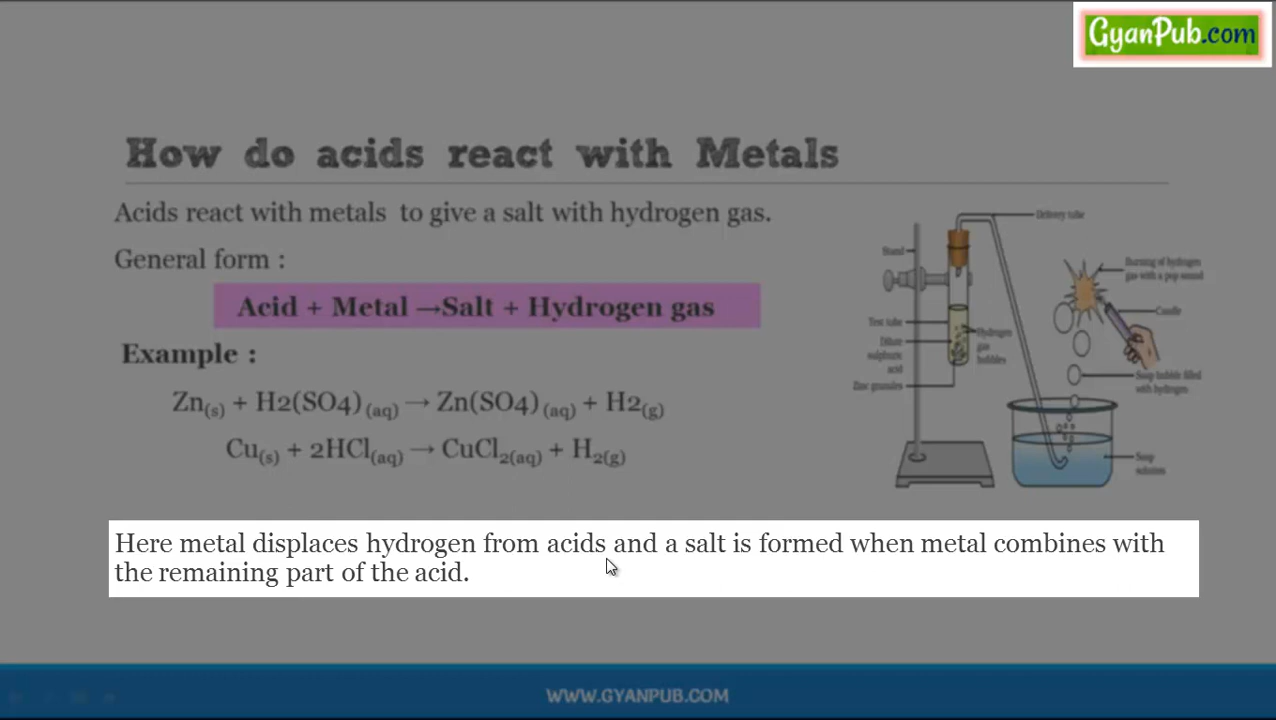 GyanPub.com
How do acids react with Metals
Acids react with metals to give a salt with hydrogen gas.
General form :
Acid + Metal →Salt + Hydrogen gas
Example :
Zn(s) + H2(SO4)(aq) → Zn(SO4)(aq) + H2(g)
Cu(s) + 2HCl(aq) → CuCl2(aq) + H2(g)
Delivery tube
Stand
Burning of hydrogen
gas with a pop sound
Candle
Test tube
Dilute
sulphuric
acid
Zinc granules
Hydrogen
gas
bubbles
Soap bubble filled
with hydrogen
Soap
solution
Here metal displaces hydrogen from acids and a salt is formed when metal combines with
the remaining part of the acid.
WWW.GYANPUB.COM